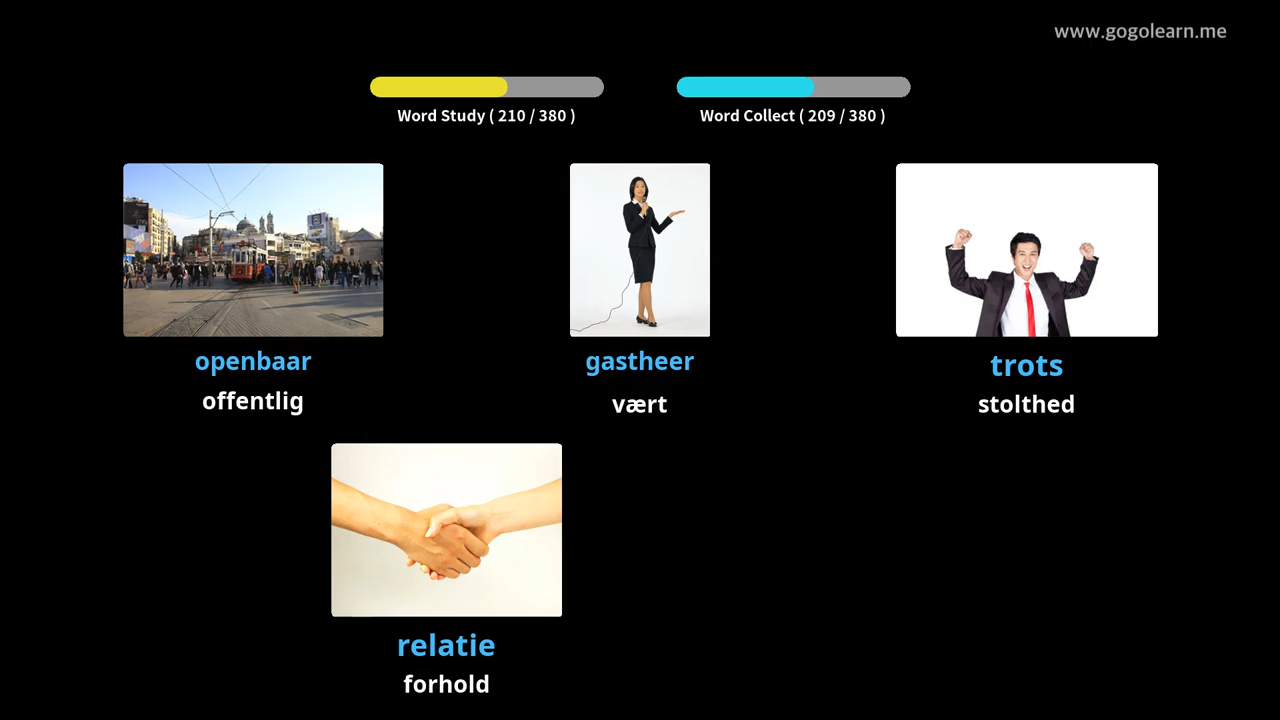 www.gogolearn.me
Word Study ( 210 / 380 )
Word Collect ( 209 / 380 )
openbaar
offentlig
gastheer
vært
trots
stolthed
relatie
forhold